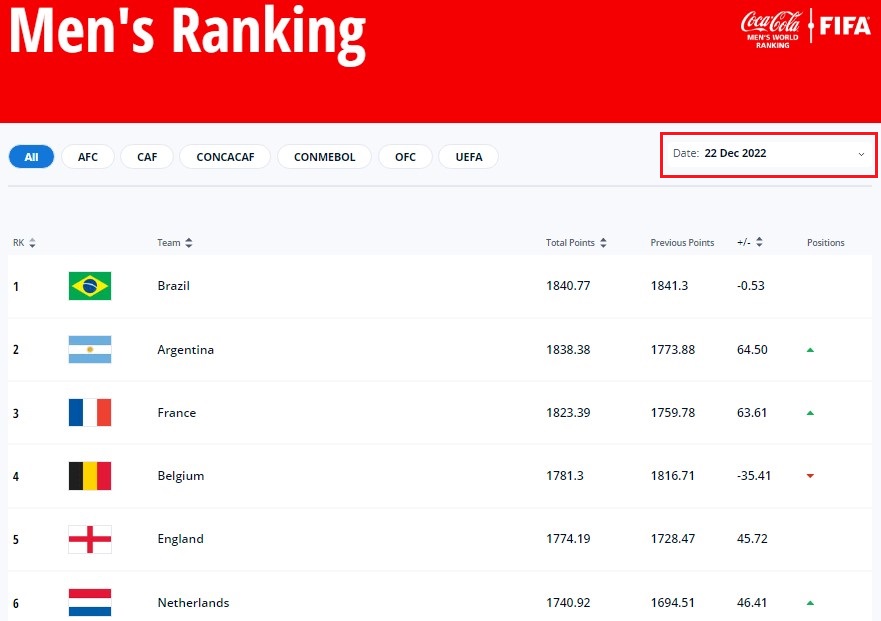 Men's Ranking
Coca-Cola
MEN'S WORLD
RANKING
FIFA
All AFC CAF CONCACAF CONMEBOL OFC UEFA
Date: 22 Dec 2022
RK Team Total Points Previous Points +/- Positions
1 Brazil 1840.77 1841.3 -0.53
2 Argentina 1838.38 1773.88 64.50
3 France 1823.39 1759.78 63.61
4 Belgium 1781.3 1816.71 -35.41
5 England 1774.19 1728.47 45.72
6 Netherlands 1740.92 1694.51 46.41